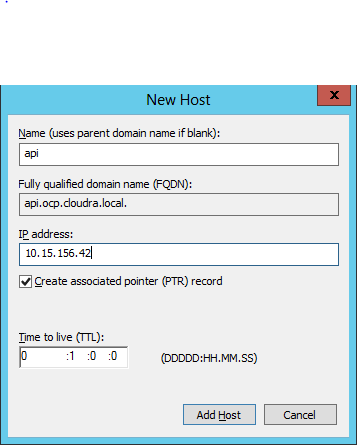 New Host
x
Name (uses parent domain name if blank):
api
Fully qualified domain name (FQDN):
api.ocp.cloudra.local.
IP address:
10.15.156.42
Create associated pointer (PTR) record
Time to live (TTL):
0 :1 :0 :0 (DDDDD:HH.MM.SS)
Add Host Cancel